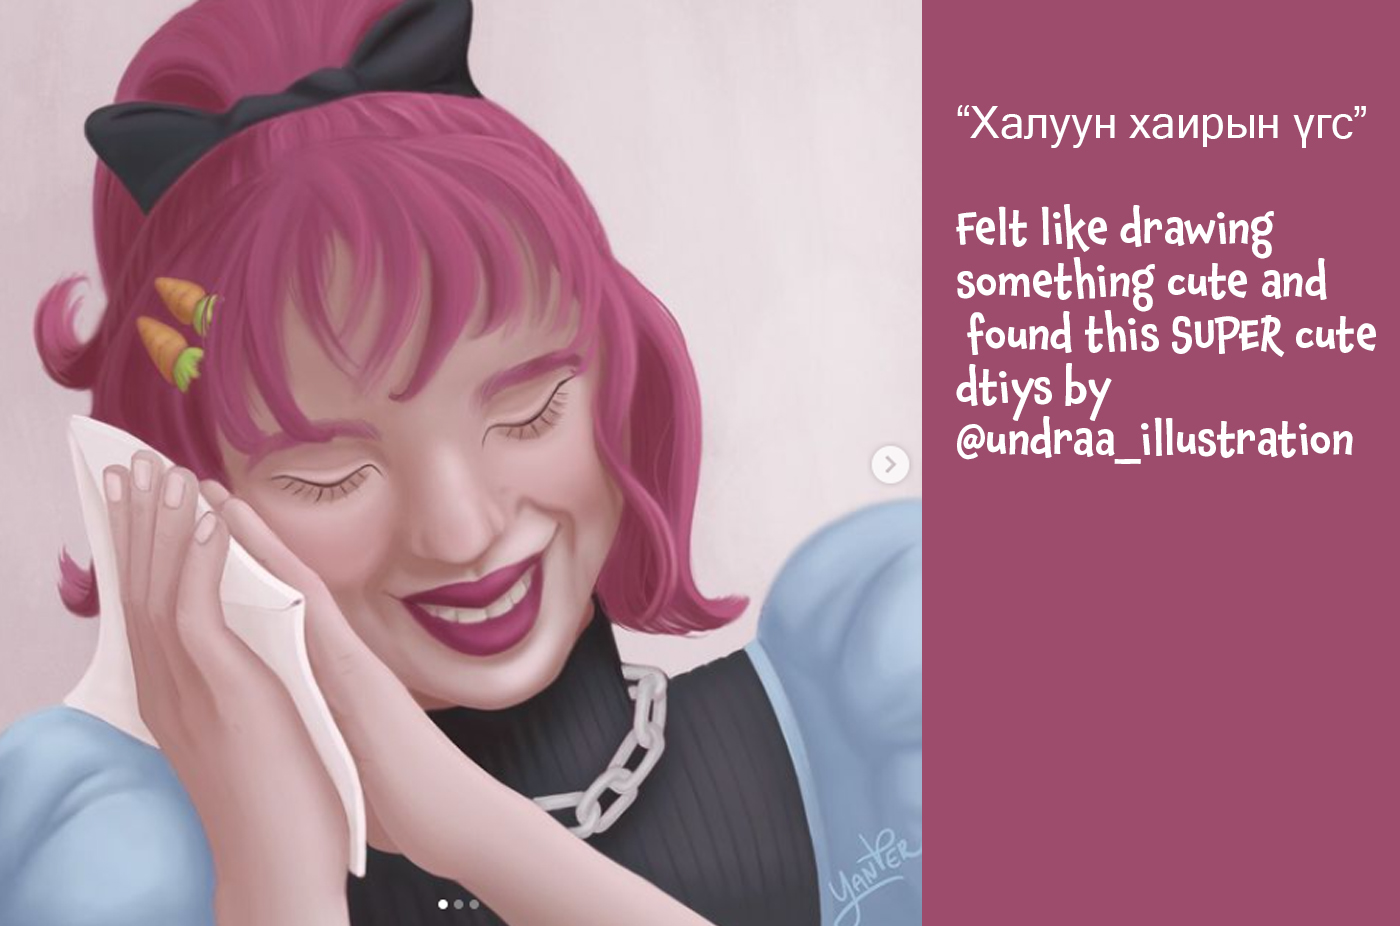 “Халуун хаирын үгс”
Felt like drawing
something cute and
found this SUPER cute
dtiys by
@undraa_illustration
YANPER